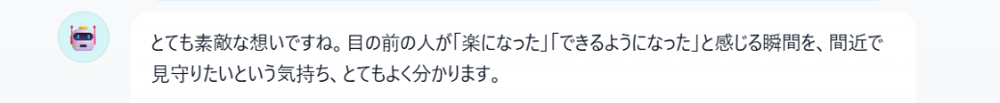 とても素敵な想いですね。目の前の人が「楽になった」「できるようになった」と感じる瞬間を、間近で
見守りたいという気持ち、とてもよく分かります。